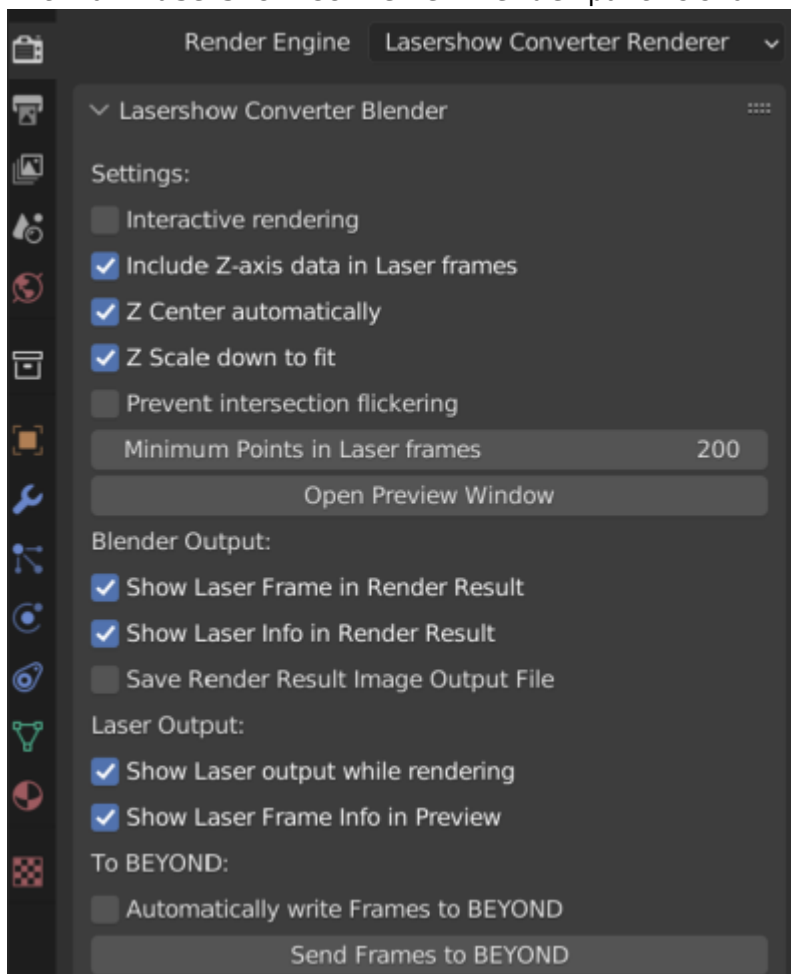 Render Engine Lasershow Converter Renderer
Lasershow Converter Blender
Settings:
Interactive rendering
Include Z-axis data in Laser frames
Z Center automatically
Z Scale down to fit
Prevent intersection flickering
Minimum Points in Laser frames 200
Open Preview Window
Blender Output:
Show Laser Frame in Render Result
Show Laser Info in Render Result
Save Render Result Image Output File
Laser Output:
Show Laser output while rendering
Show Laser Frame Info in Preview
To BEYOND:
Automatically write Frames to BEYOND
Send Frames to BEYOND